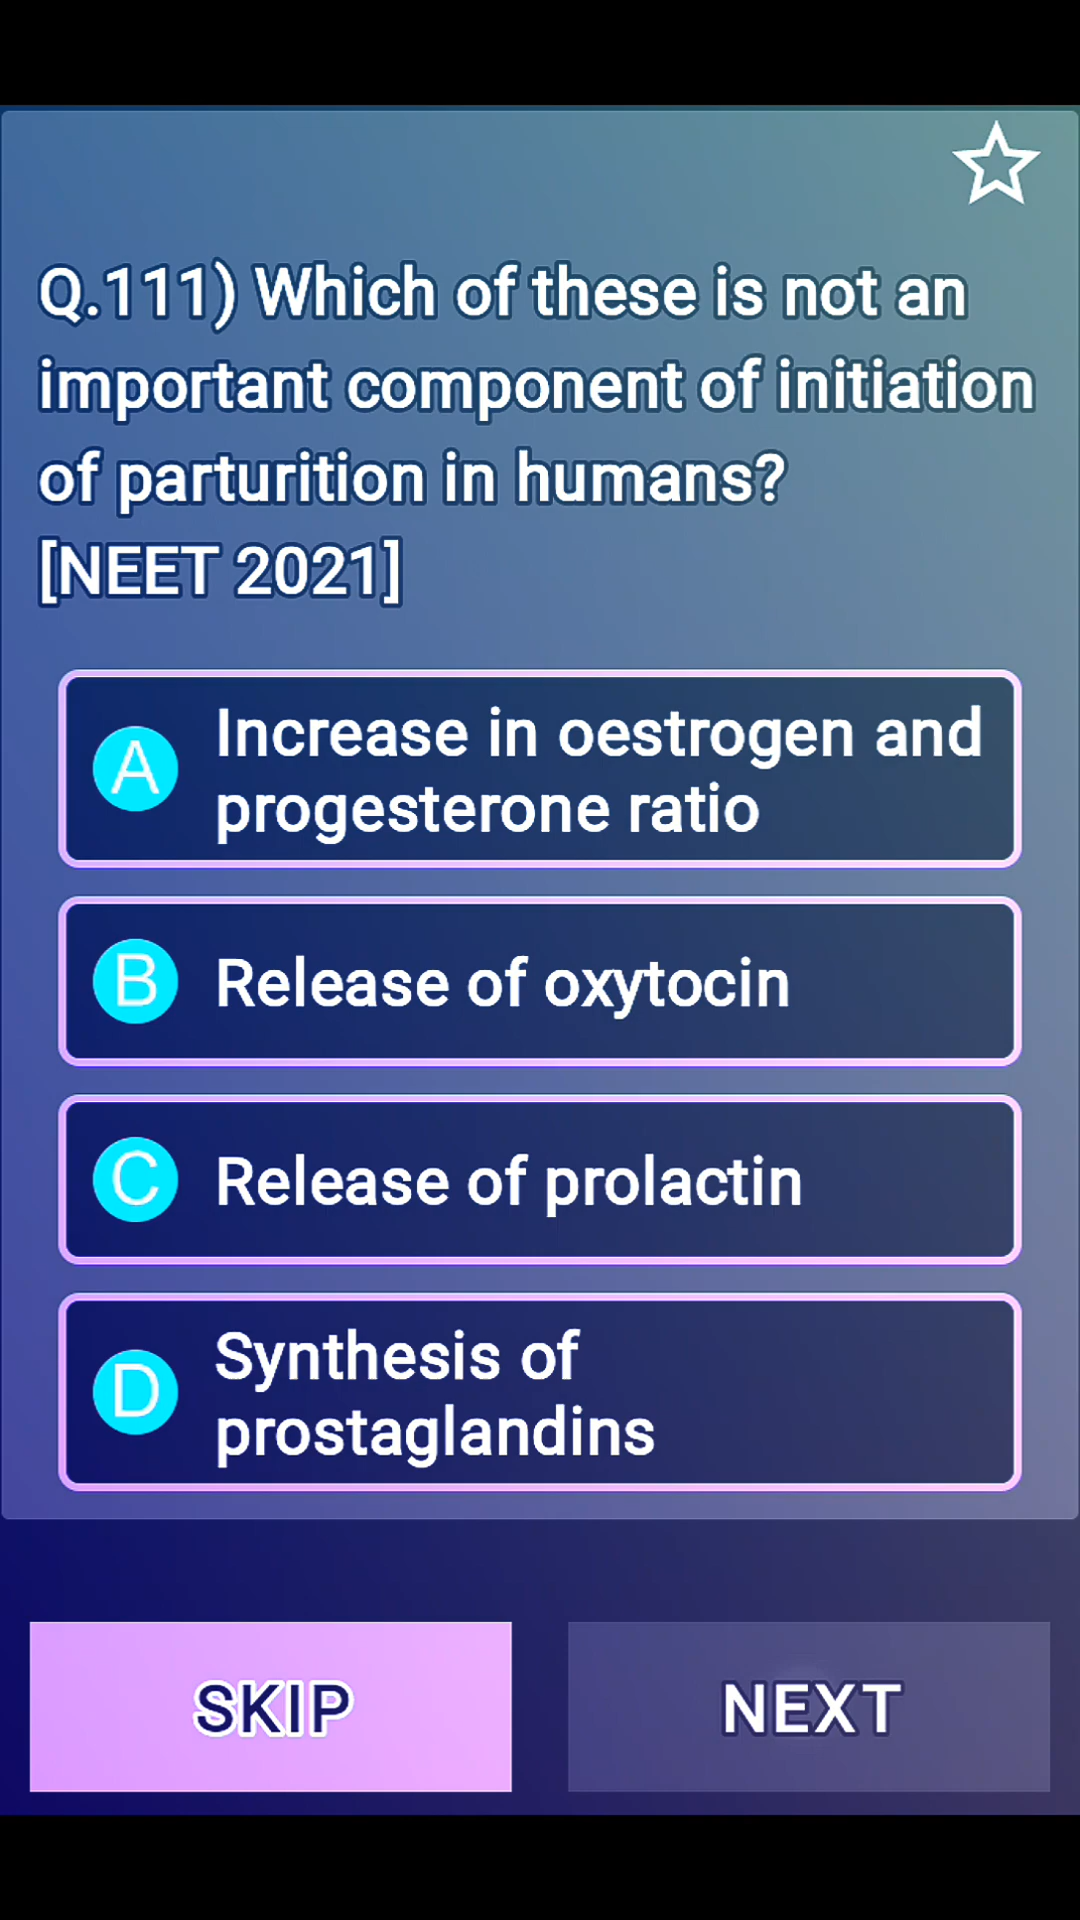 Q.111) Which of these is not an
important component of initiation
of parturition in humans?
[NEET 2021]
A
Increase in oestrogen and
progesterone ratio
B
Release of oxytocin
C
Release of prolactin
D
Synthesis of
prostaglandins
SKIP
NEXT